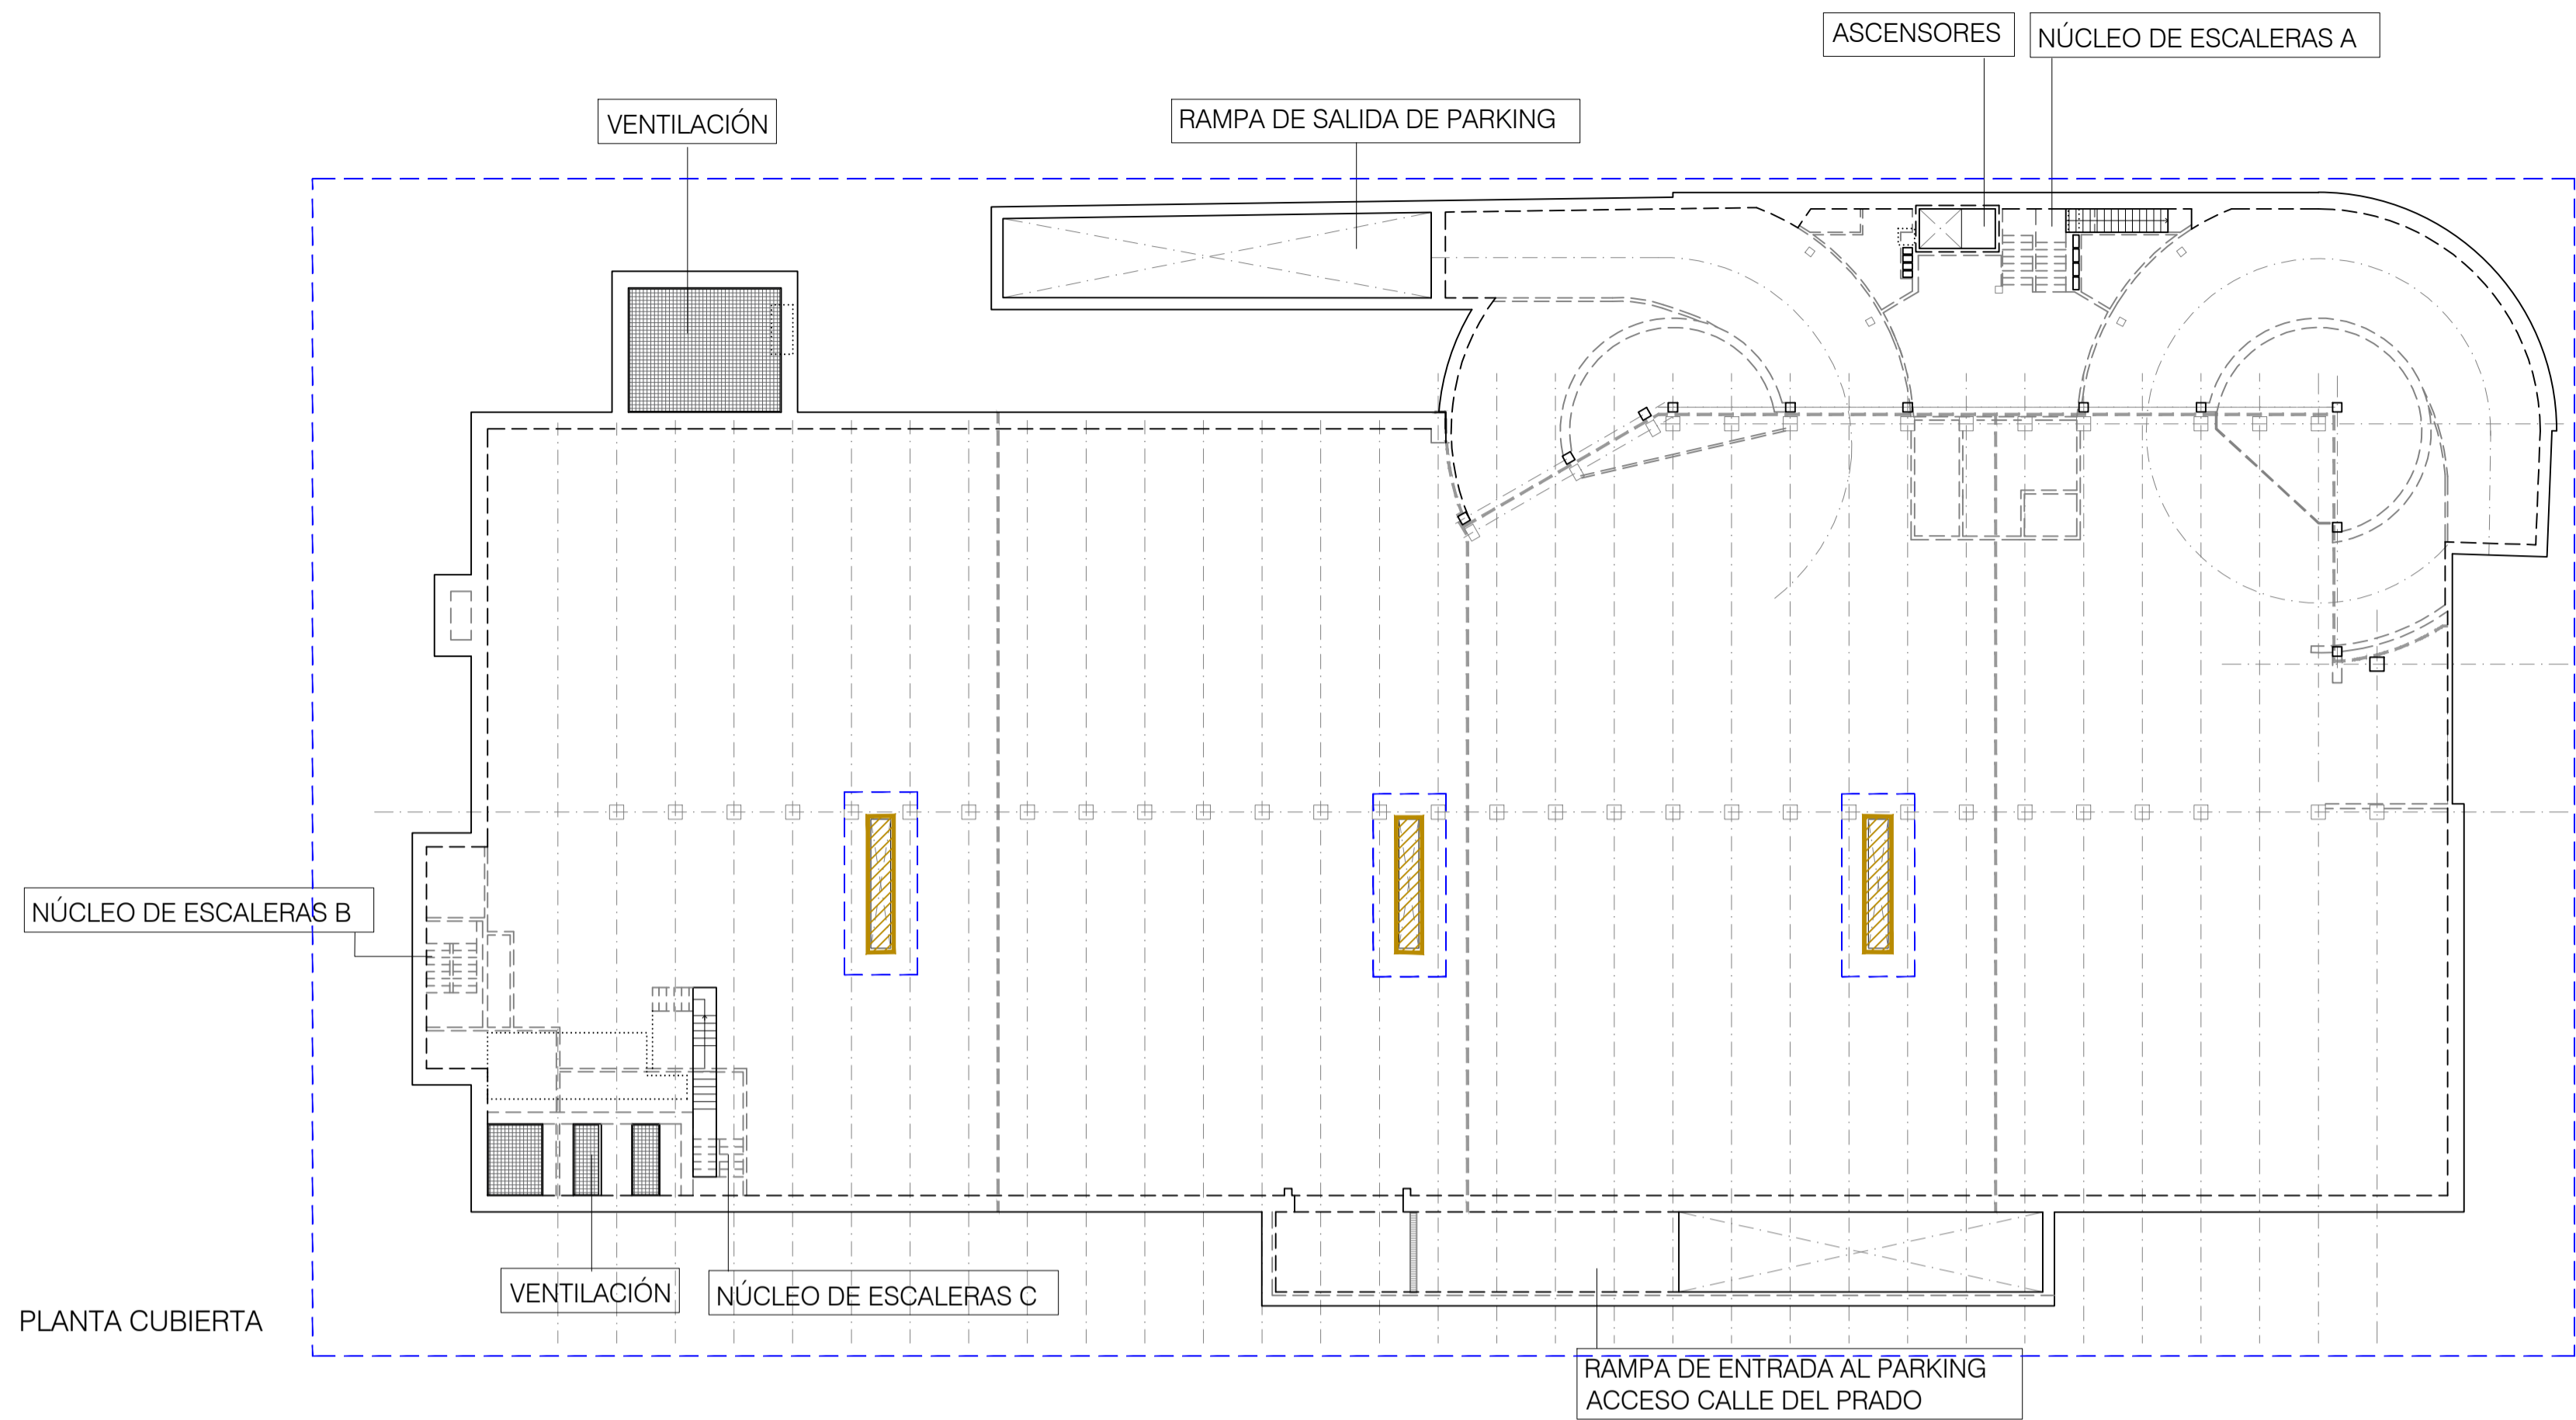 ASCENSORES
NÚCLEO DE ESCALERAS A
VENTILACIÓN
RAMPA DE SALIDA DE PARKING
NÚCLEO DE ESCALERAS B
VENTILACIÓN
NÚCLEO DE ESCALERAS C
PLANTA CUBIERTA
RAMPA DE ENTRADA AL PARKING
ACCESO CALLE DEL PRADO